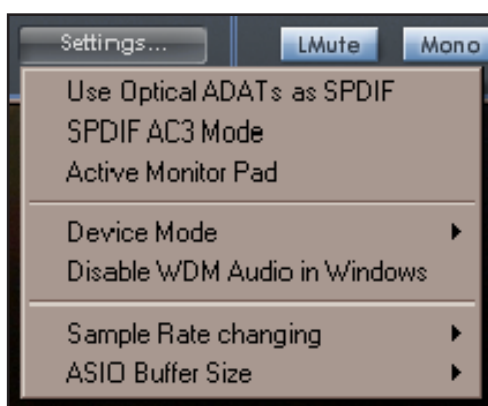 Settings... LMute Mono
Use Optical ADATs as SPDIF
SPDIF AC3 Mode
Active Monitor Pad
Device Mode
Disable WDM Audio in Windows
Sample Rate changing
ASIO Buffer Size